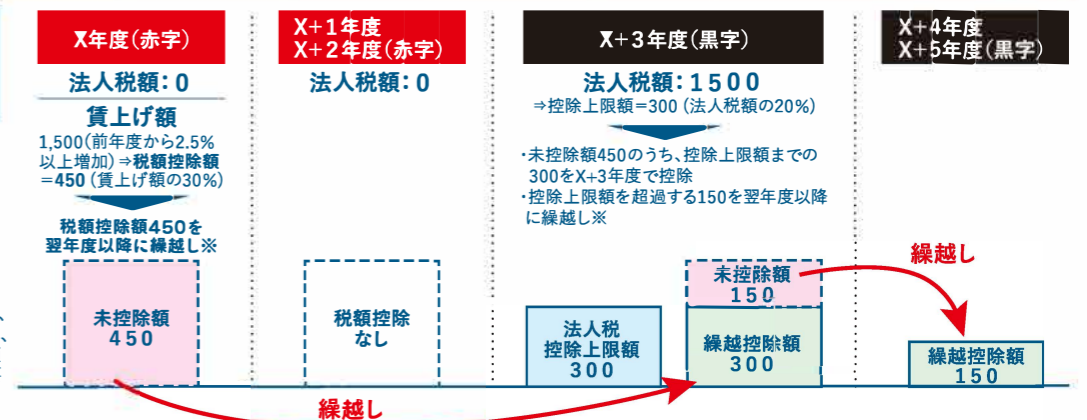 X年度(赤字)
法人税額：0
賃上げ額
1,500(前年度から2.5%
以上増加)⇒税額控除額
=450 (賃上げ額の30%)
税額控除額450を
翌年度以降に繰越し※
未控除額
450
X+1年度
X+2年度(赤字)
法人税額：0
税額控除
なし
繰越し
X+3年度(黒字)
法人税額：1500
⇒控除上限額=300 (法人税額の20%)
・未控除額450のうち、控除上限額までの
300をX+3年度で控除
・控除上限額を超過する150を翌年度以降
に繰越し※
法人税
控除上限額
300
未控除額
150
繰越控除額
300
X+4年度
X+5年度(黒字)
繰越し
繰越控除額
150